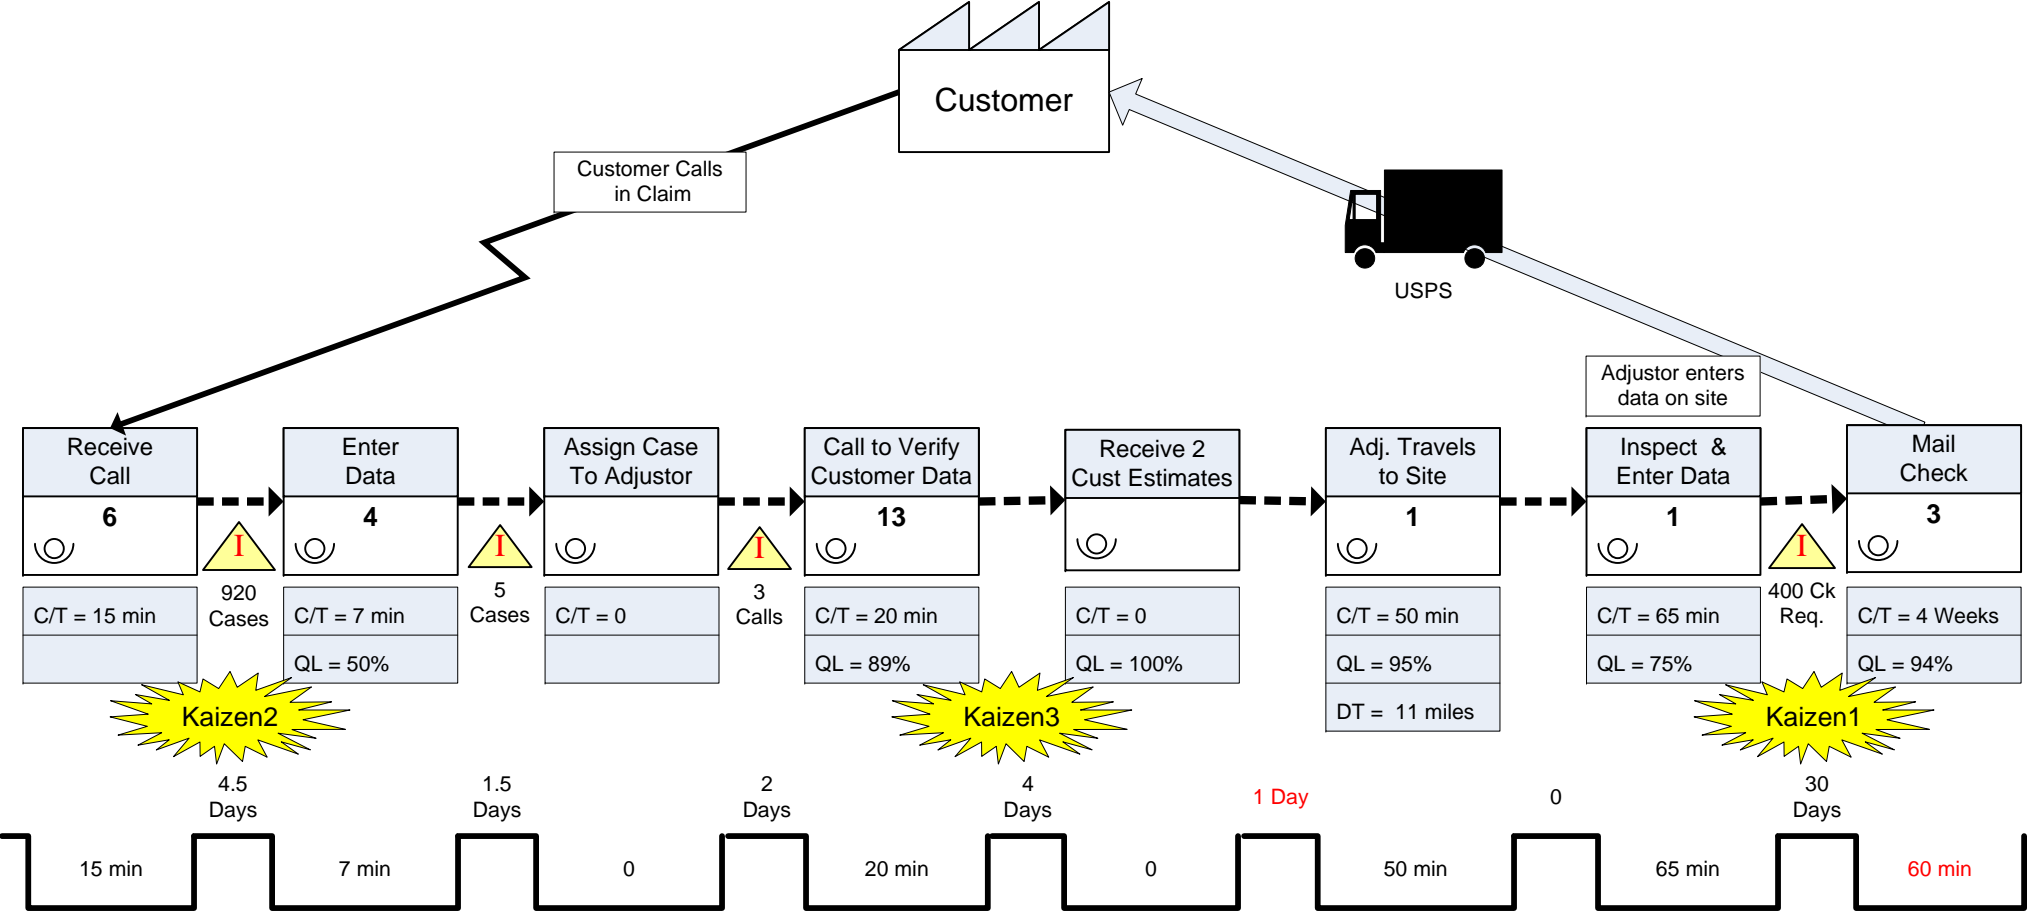 Customer
Customer Calls
in Claim
USPS
Adjustor enters
data on site
Receive
Call
6
C/T = 15 min
I
920
Cases
Enter
Data
4
C/T = 7 min
QL = 50%
I
5
Cases
Assign Case
To Adjustor
C/T = 0
I
3
Calls
Call to Verify
Customer Data
13
C/T = 20 min
QL = 89%
Receive 2
Cust Estimates
C/T = 0
QL = 100%
Adj. Travels
to Site
1
C/T = 50 min
QL = 95%
DT =  11 miles
Inspect  &
Enter Data
1
C/T = 65 min
QL = 75%
I
400 Ck
Req.
Mail
Check
3
C/T = 4 Weeks
QL = 94%
Kaizen2
Kaizen3
Kaizen1
4.5
Days
1.5
Days
2
Days
4
Days
1 Day
0
30
Days
15 min
7 min
0
20 min
0
50 min
65 min
60 min